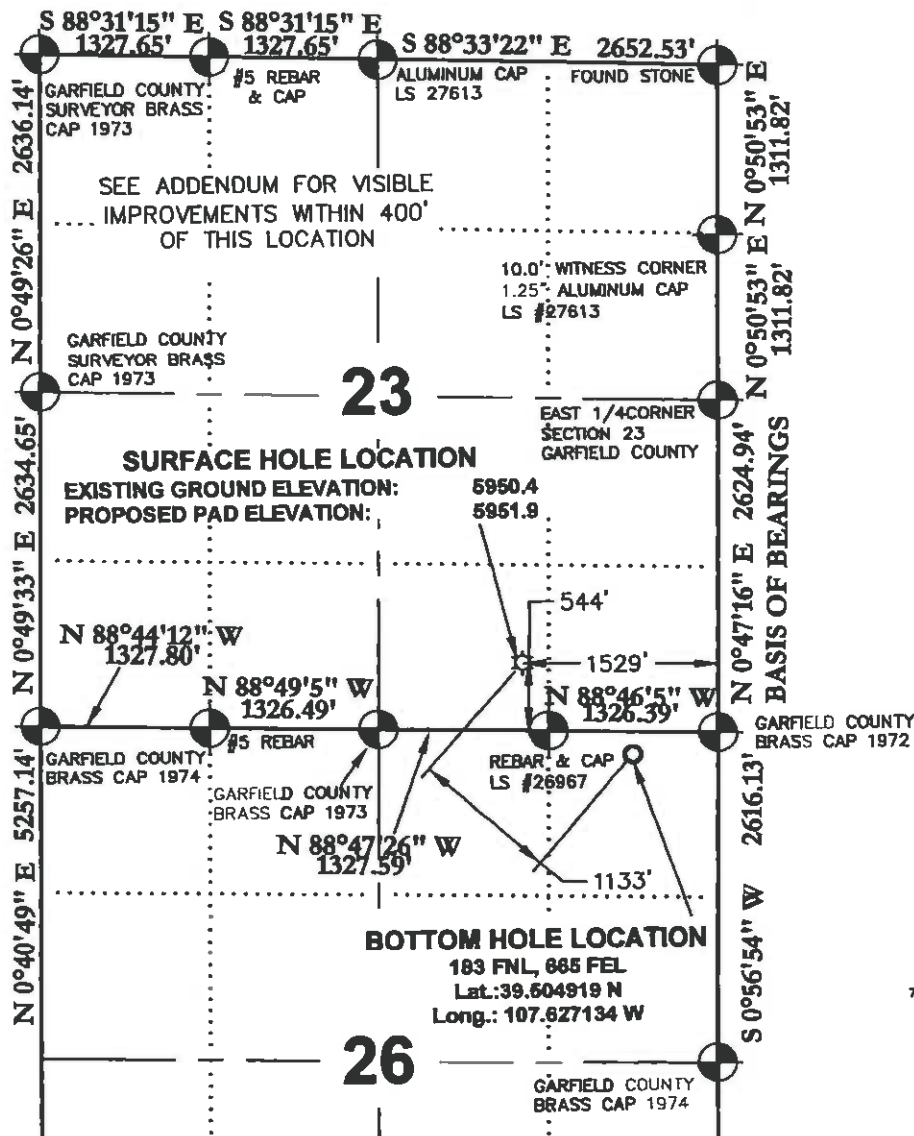 S 88°31'15" E
1327.65'
S 88°31'15" E
1327.65'
S 88°33'22" E 2652.53'
GARFIELD COUNTY
SURVEYOR BRASS
CAP 1973
#5 REBAR
& CAP
ALUMINUM CAP
LS 27613
FOUND STONE
N 0°49'26" E 2636.14'
N 0°50'53" E
1311.82'
SEE ADDENDUM FOR VISIBLE
IMPROVEMENTS WITHIN 400'
OF THIS LOCATION
10.0' WITNESS CORNER
1.25" ALUMINUM CAP
LS #27613
N 0°50'53" E
1311.82'
GARFIELD COUNTY
SURVEYOR BRASS
CAP 1973
23
EAST 1/4CORNER
SECTION 23
GARFIELD COUNTY
SURFACE HOLE LOCATION
EXISTING GROUND ELEVATION: 5950.4
PROPOSED PAD ELEVATION: 5951.9
N 0°49'33" E 2634.65'
N 0°47'16" E 2624.94'
BASIS OF BEARINGS
544'
1529'
N 88°44'12" W
1327.80'
N 88°49'5" W
1326.49'
N 88°46'5" W
1326.39'
GARFIELD COUNTY
BRASS CAP 1974
#5 REBAR
GARFIELD COUNTY
BRASS CAP 1973
REBAR & CAP
LS #26967
GARFIELD COUNTY
BRASS CAP 1972
N 88°47'26" W
1327.59'
1133'
N 0°40'49" E 5257.14'
S 0°56'54" W 2616.13'
BOTTOM HOLE LOCATION
183 FNL, 665 FEL
Lat.:39.504919 N
Long.: 107.627134 W
26
GARFIELD COUNTY
BRASS CAP 1974